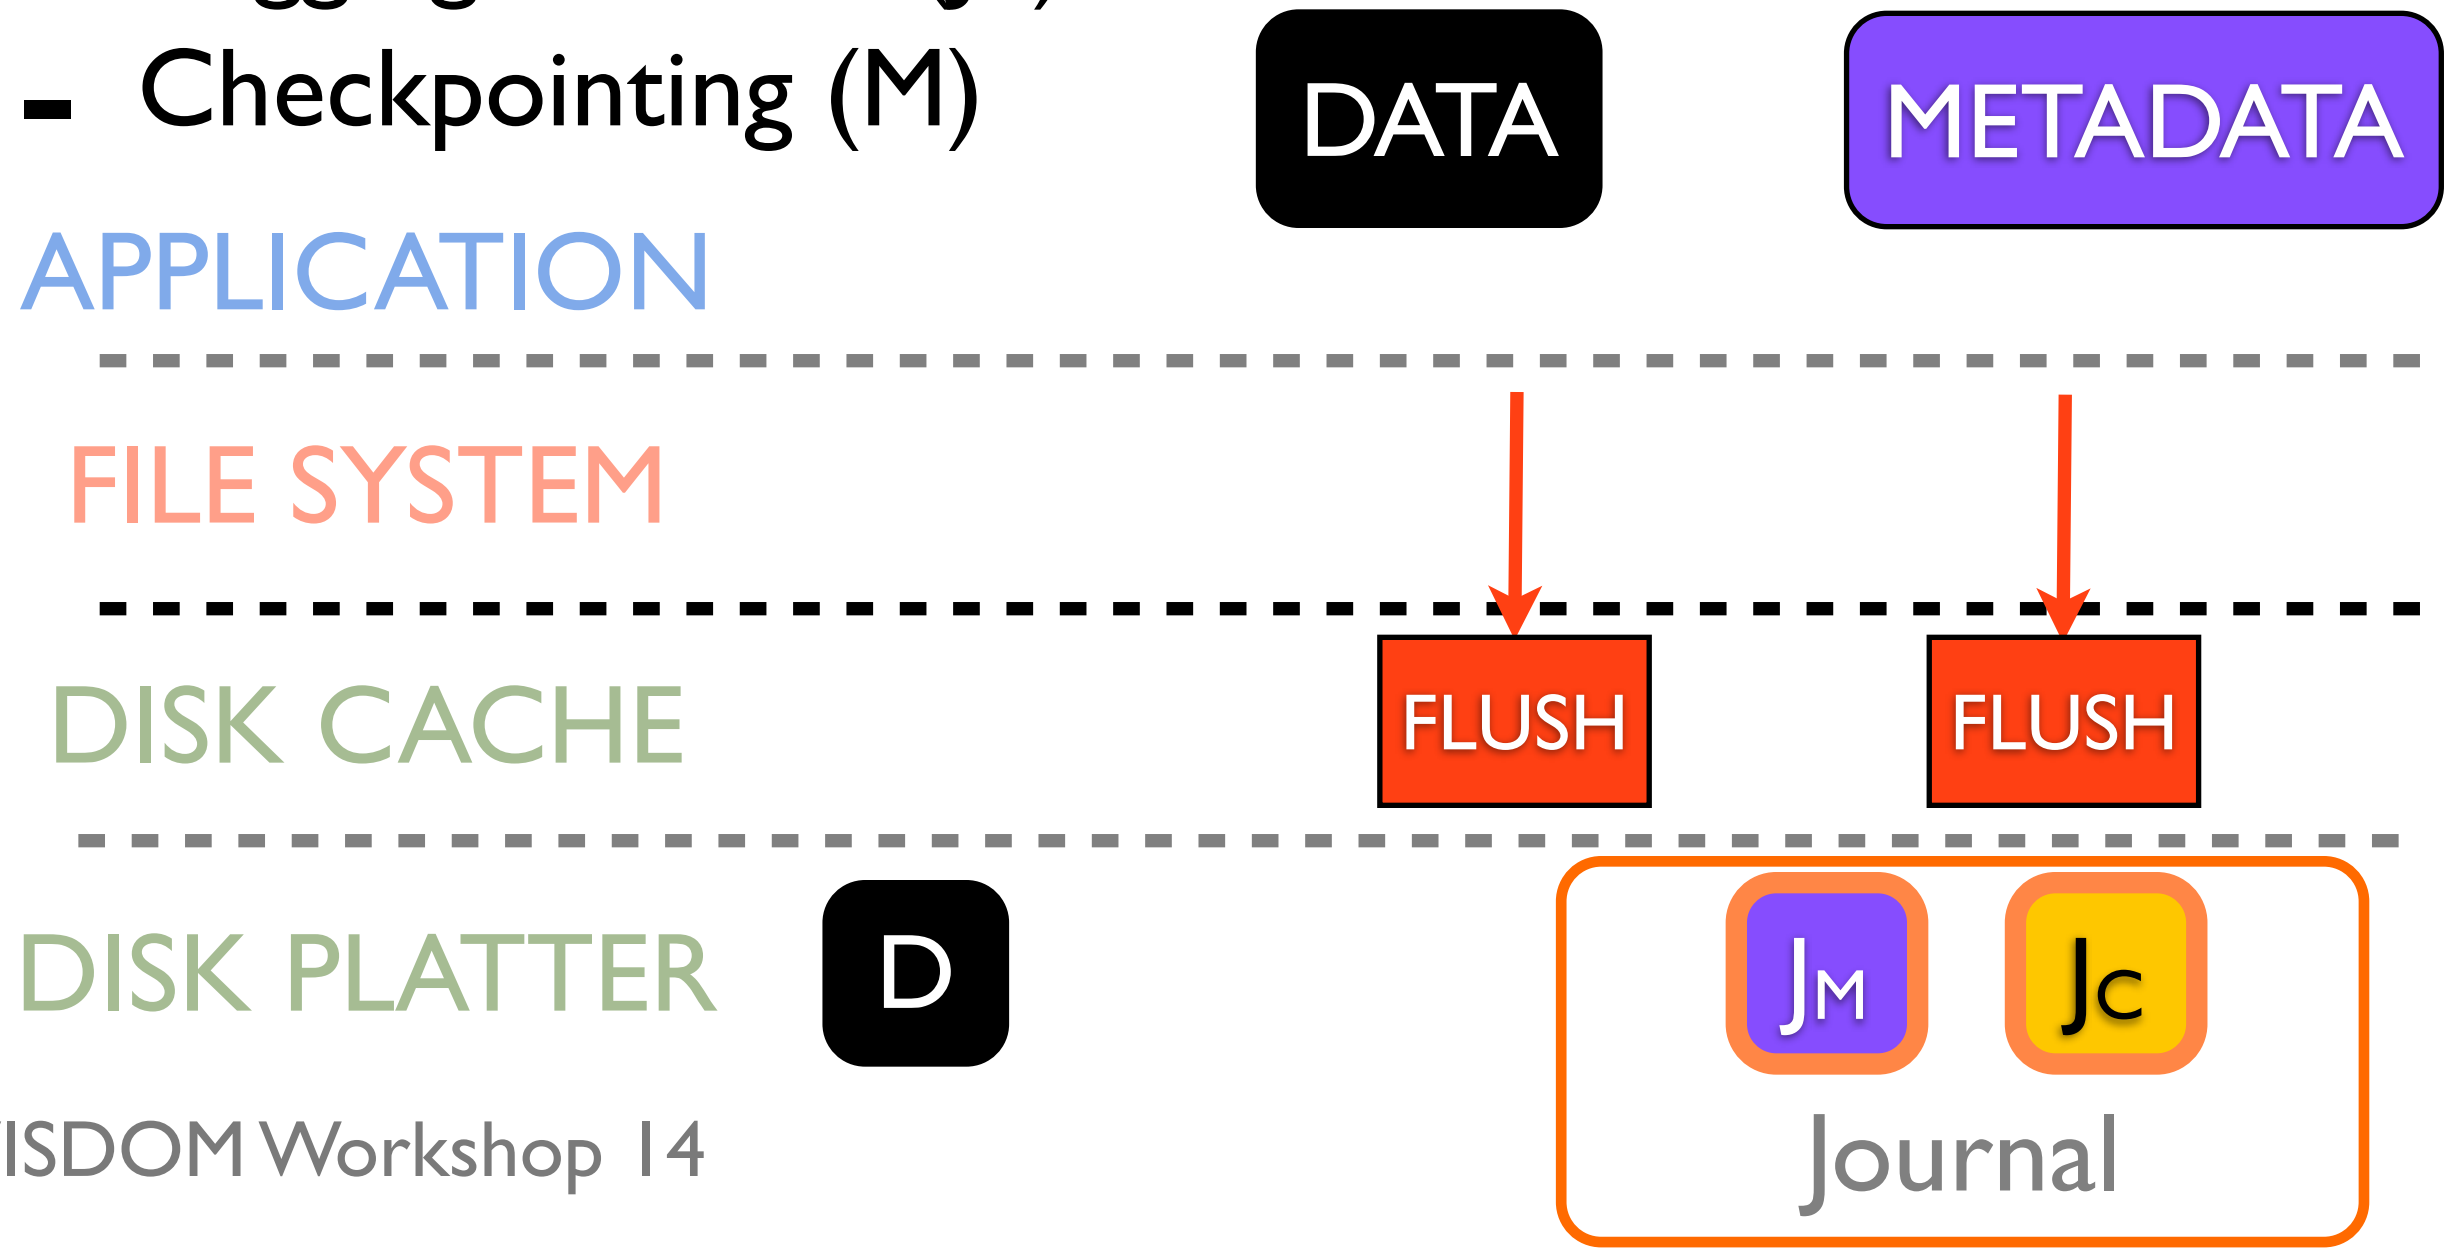 - Checkpointing (M)
DATA
METADATA
APPLICATION
FILE SYSTEM
DISK CACHE
FLUSH
FLUSH
DISK PLATTER
D
JM
JC
Journal
Workshop 14